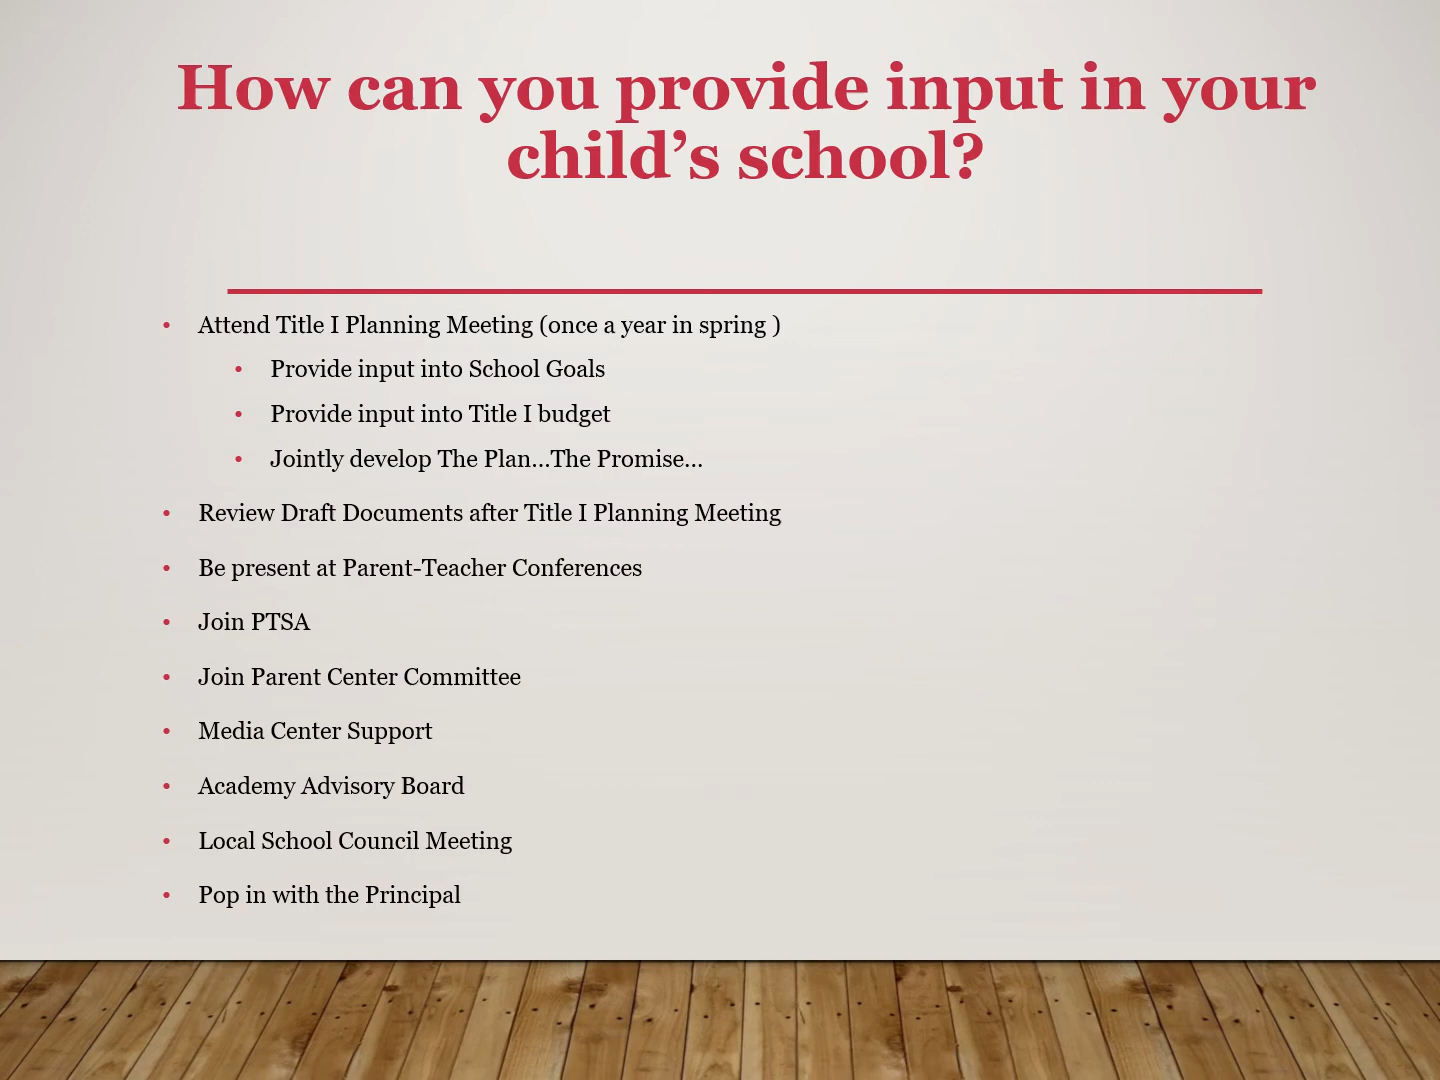 How can you provide input in your
child’s school?
• Attend Title I Planning Meeting (once a year in spring )
• Provide input into School Goals
• Provide input into Title I budget
• Jointly develop The Plan…The Promise…
• Review Draft Documents after Title I Planning Meeting
• Be present at Parent-Teacher Conferences
• Join PTSA
• Join Parent Center Committee
• Media Center Support
• Academy Advisory Board
• Local School Council Meeting
• Pop in with the Principal